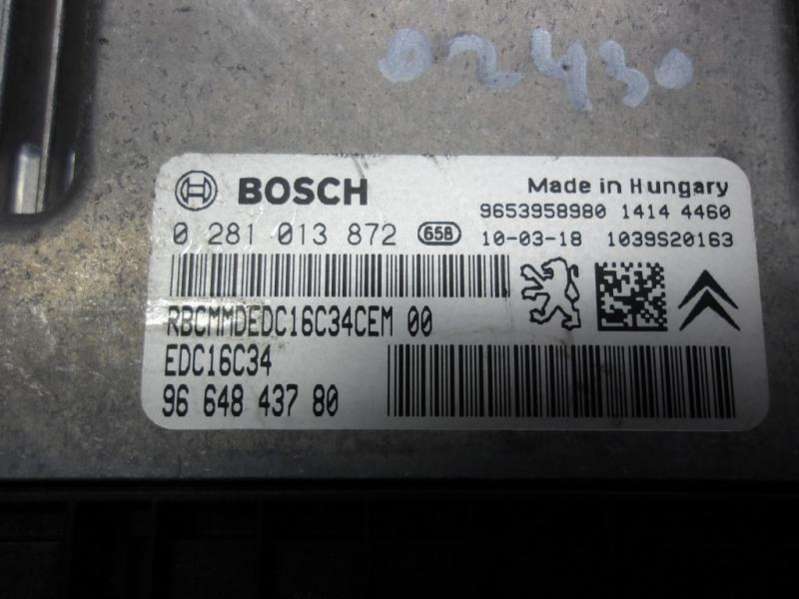 02430
BOSCH
Made in Hungary
9653958980 1414 4460
0 281 013 872 658 10-03-18 1039S20163
RBCMMDEDC16C34CEM 00
EDC16C34
96 648 437 80